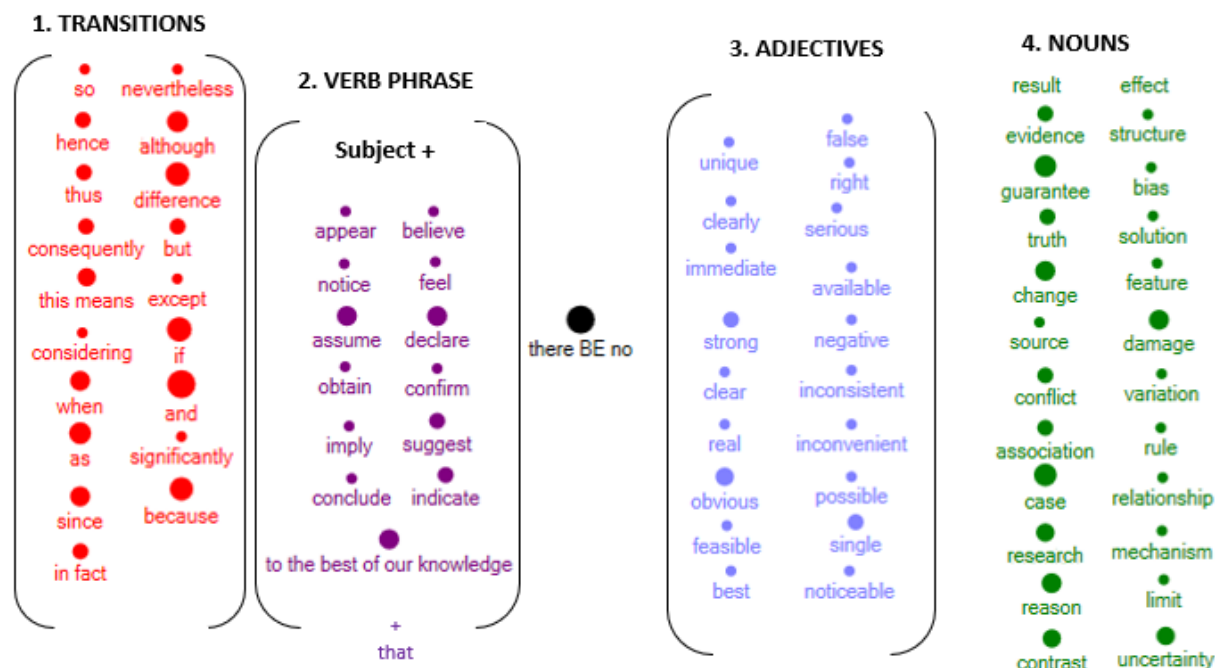 1. TRANSITIONS
so nevertheless
hence although
thus difference
consequently but
this means except
considering if
when and
as significantly
since because
in fact
2. VERB PHRASE
Subject +
appear believe
notice feel
assume declare
obtain confirm
imply suggest
conclude indicate
to the best of our knowledge
+
that
there BE no
3. ADJECTIVES
false
unique
right
clearly serious
immediate
available
strong negative
clear inconsistent
real inconvenient
obvious possible
feasible single
best noticeable
4. NOUNS
result effect
evidence structure
guarantee bias
truth solution
change feature
source damage
conflict variation
association rule
case relationship
research mechanism
reason limit
contrast uncertainty